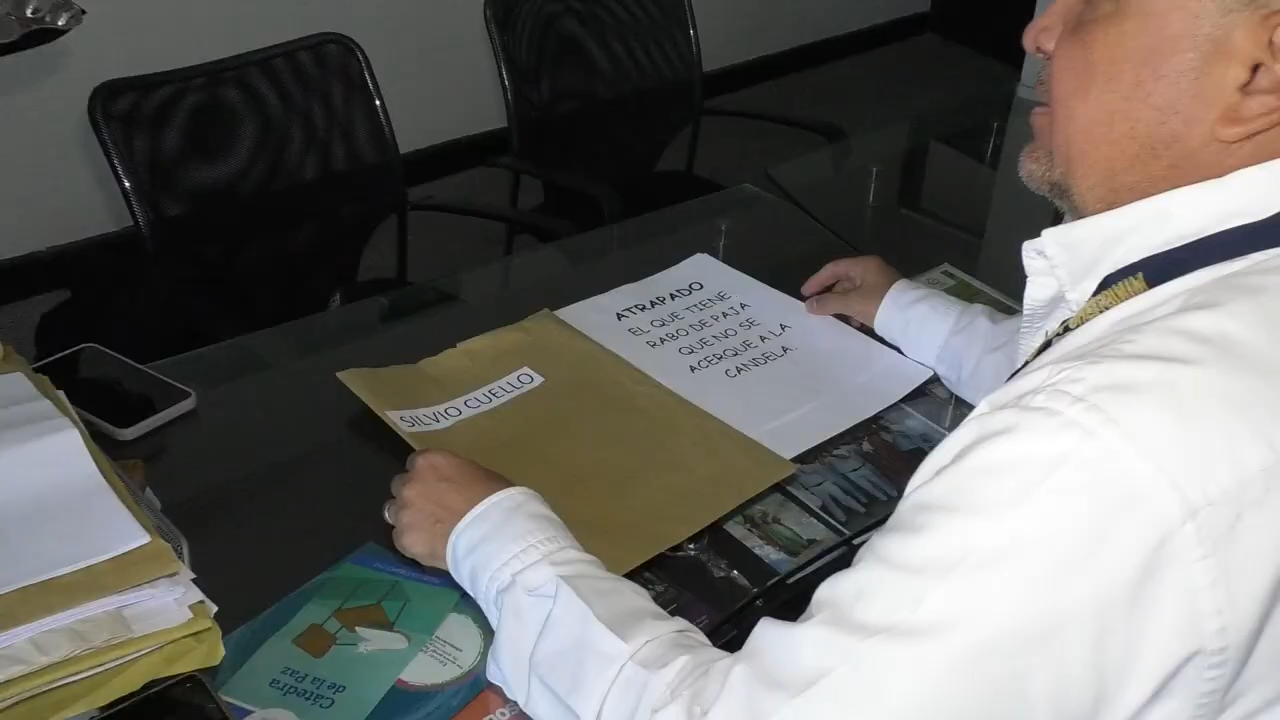 SILVIO CUELLO
ATRAPADO
EL QUE TIENE
RABO DE PAJA
QUE NO SE
ACERQUE A LA
CANDELA.
Cátedra
de la Paz